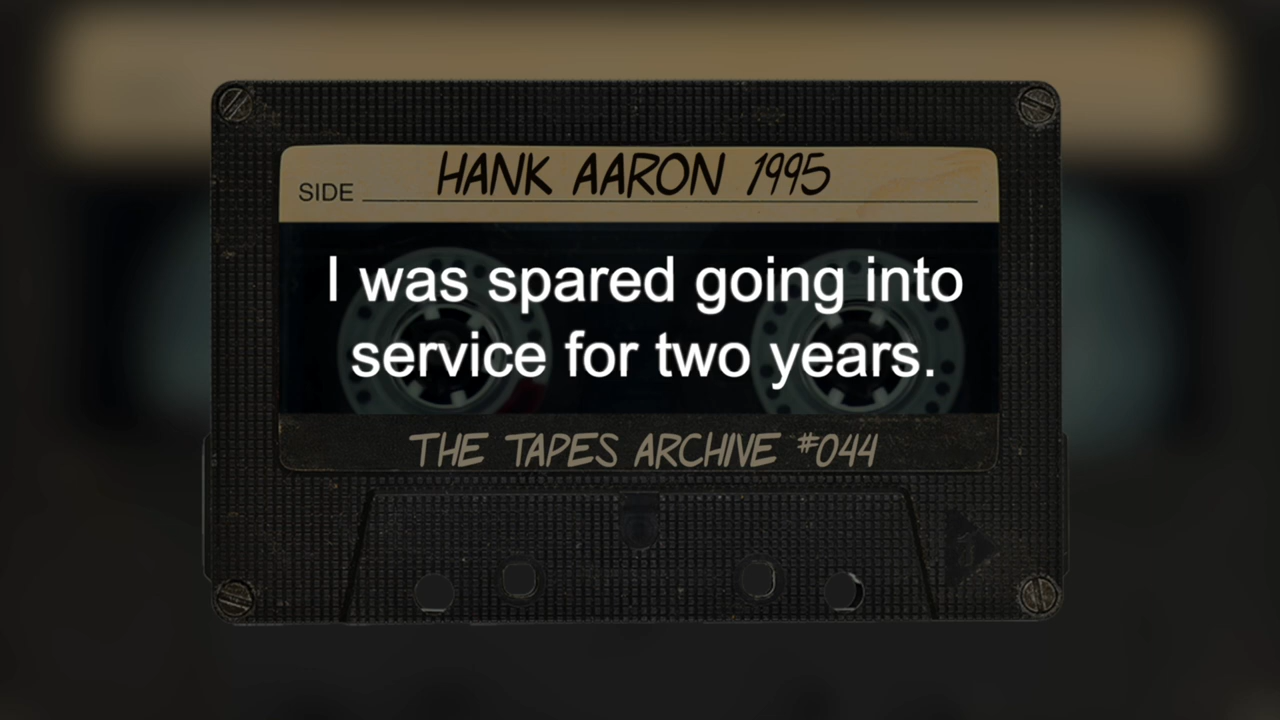 HANK AARON 1995
SIDE
I was spared going into
service for two years.
THE TAPES ARCHIVE #044